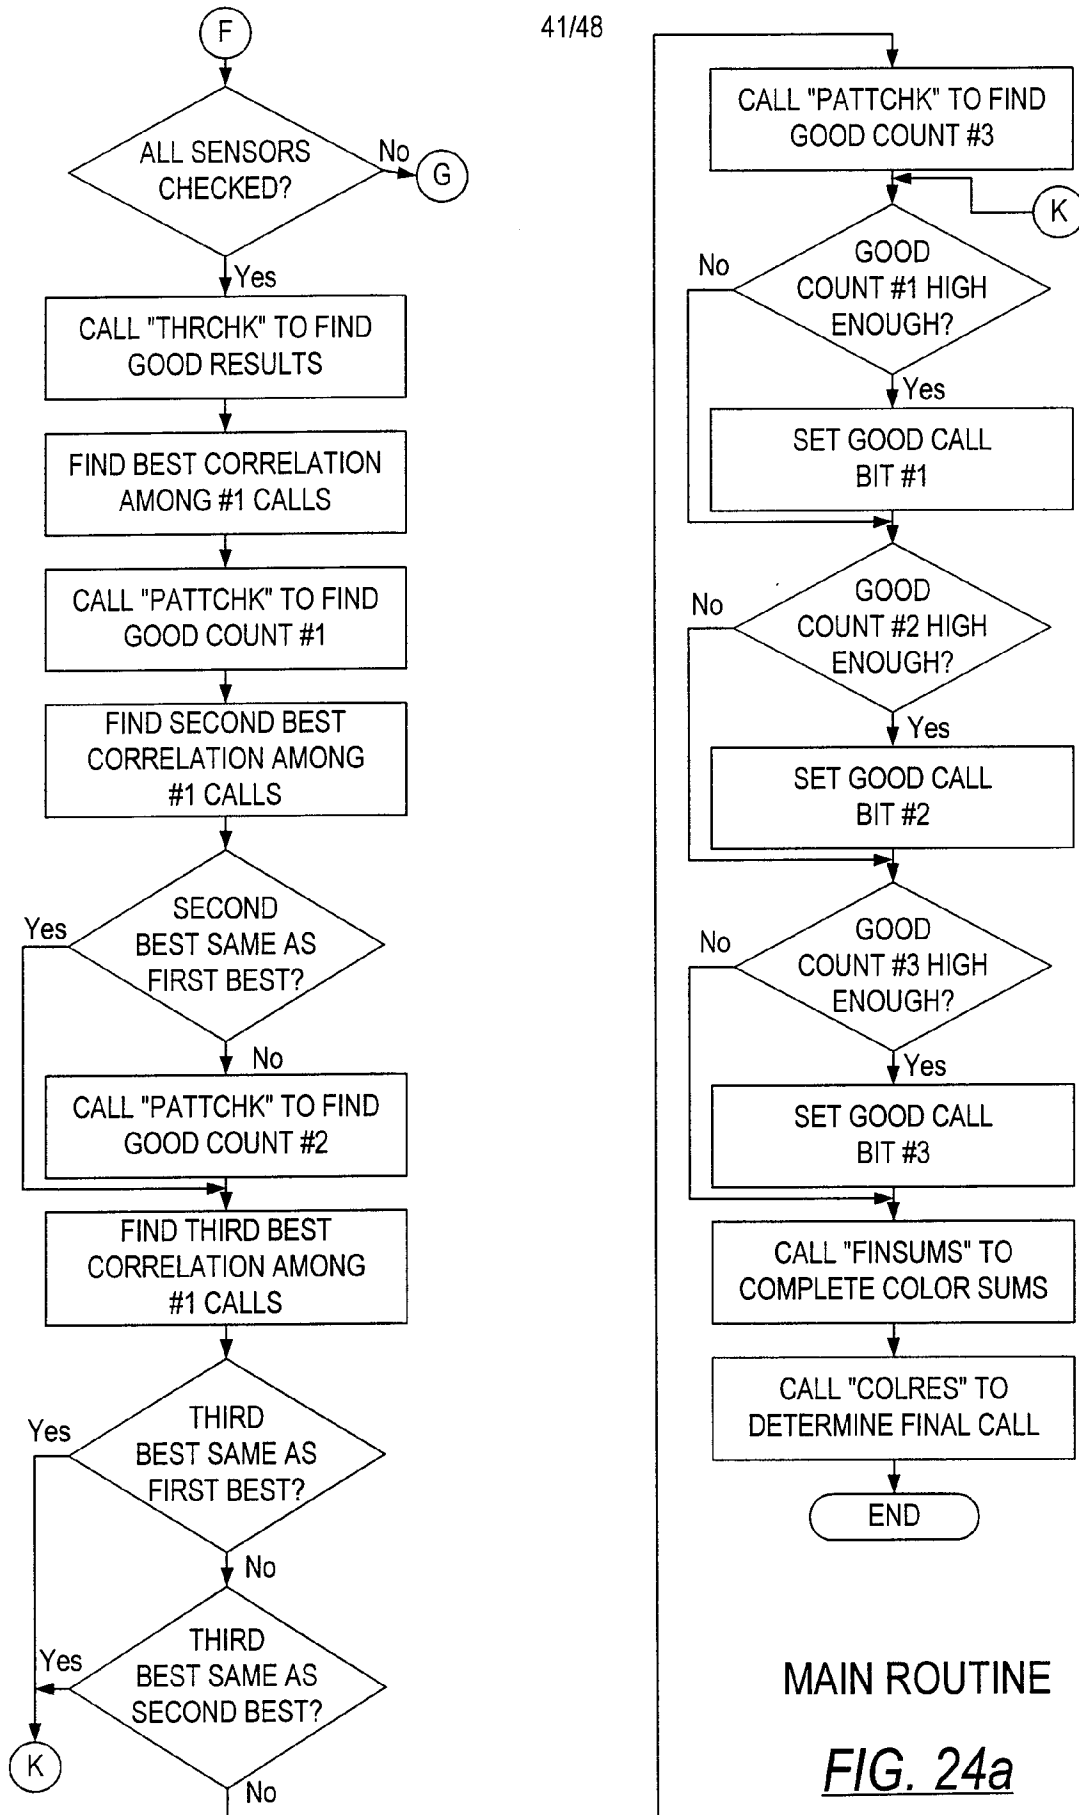 41/48
F
ALL SENSORS
CHECKED?
No
G
Yes
CALL "THRCHK" TO FIND
GOOD RESULTS
FIND BEST CORRELATION
AMONG #1 CALLS
CALL "PATTCHK" TO FIND
GOOD COUNT #1
FIND SECOND BEST
CORRELATION AMONG
#1 CALLS
SECOND
BEST SAME AS
FIRST BEST?
Yes
No
CALL "PATTCHK" TO FIND
GOOD COUNT #2
FIND THIRD BEST
CORRELATION AMONG
#1 CALLS
THIRD
BEST SAME AS
FIRST BEST?
Yes
No
THIRD
BEST SAME AS
SECOND BEST?
Yes
K
No
CALL "PATTCHK" TO FIND
GOOD COUNT #3
K
GOOD
COUNT #1 HIGH
ENOUGH?
No
Yes
SET GOOD CALL
BIT #1
GOOD
COUNT #2 HIGH
ENOUGH?
No
Yes
SET GOOD CALL
BIT #2
GOOD
COUNT #3 HIGH
ENOUGH?
No
Yes
SET GOOD CALL
BIT #3
CALL "FINSUMS" TO
COMPLETE COLOR SUMS
CALL "COLRES" TO
DETERMINE FINAL CALL
END
MAIN ROUTINE
FIG. 24a